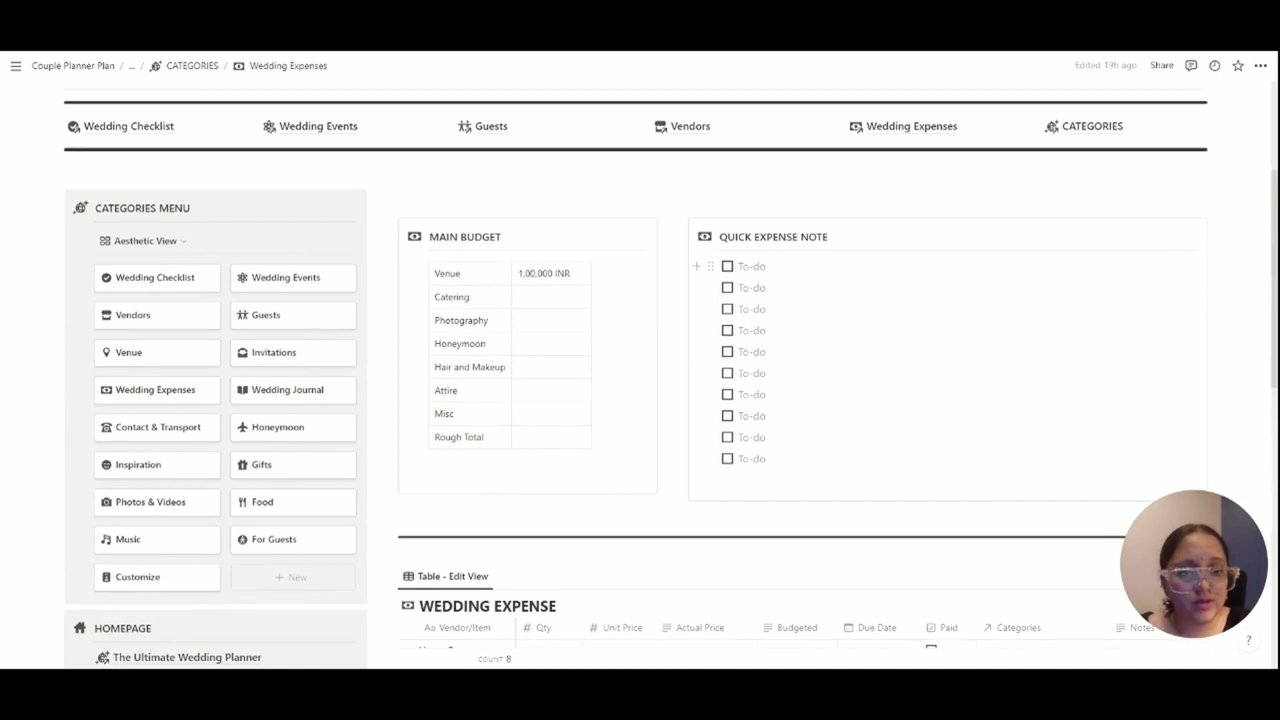 Couple Planner Plan / ... / CATEGORIES / Wedding Expenses
Edited 19h ago Share
Wedding Checklist Wedding Events Guests Vendors Wedding Expenses CATEGORIES
CATEGORIES MENU
Aesthetic View
Wedding Checklist Wedding Events
Vendors Guests
Venue Invitations
Wedding Expenses Wedding Journal
Contact & Transport Honeymoon
Inspiration Gifts
Photos & Videos Food
Music For Guests
Customize + New
HOMEPAGE
The Ultimate Wedding Planner
MAIN BUDGET
Venue 1,00,000 INR
Catering
Photography
Honeymoon
Hair and Makeup
Attire
Misc
Rough Total
QUICK EXPENSE NOTE
To-do
To-do
To-do
To-do
To-do
To-do
To-do
To-do
To-do
To-do
Table - Edit View
WEDDING EXPENSE
Aa Vendor/Item # Qty # Unit Price Actual Price Budgeted Due Date Paid Categories Notes
COUNT 8
?